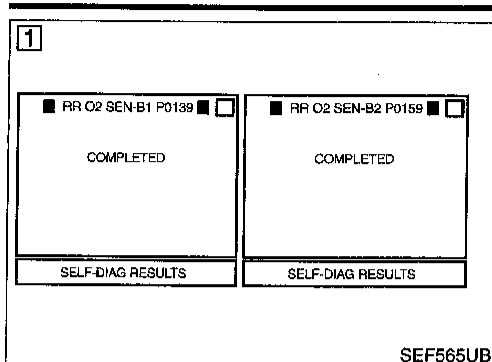 1
RR O2 SEN-B1 P0139
COMPLETED
SELF-DIAG RESULTS
RR O2 SEN-B2 P0159
COMPLETED
SELF-DIAG RESULTS
SEF565UB